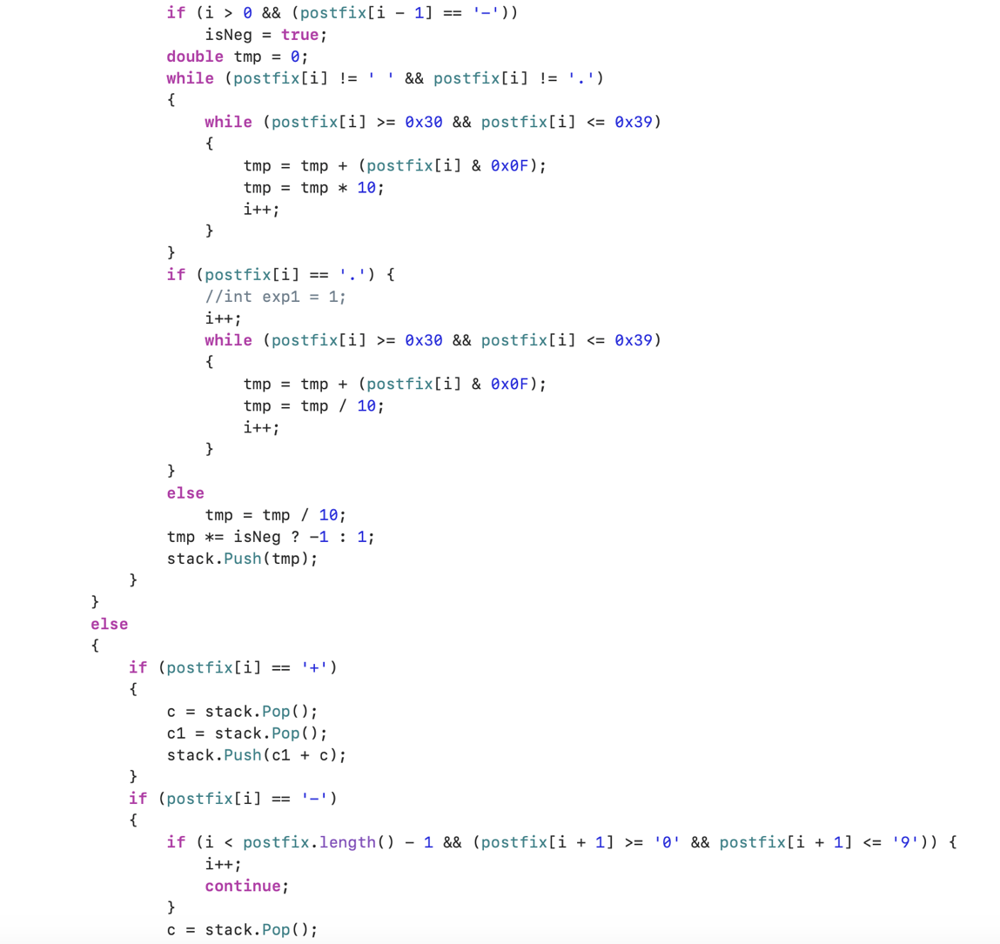 if (i > 0 && (postfix[i - 1] == '-'))
isNeg = true;
double tmp = 0;
while (postfix[i] != ' ' && postfix[i] != '.')
{
while (postfix[i] >= 0x30 && postfix[i] <= 0x39)
{
tmp = tmp + (postfix[i] & 0x0F);
tmp = tmp * 10;
i++;
}
}
if (postfix[i] == '.') {
//int exp1 = 1;
i++;
while (postfix[i] >= 0x30 && postfix[i] <= 0x39)
{
tmp = tmp + (postfix[i] & 0x0F);
tmp = tmp / 10;
i++;
}
}
else
tmp = tmp / 10;
tmp *= isNeg ? -1 : 1;
stack.Push(tmp);
}
}
else
{
if (postfix[i] == '+')
{
c = stack.Pop();
c1 = stack.Pop();
stack.Push(c1 + c);
}
if (postfix[i] == '-')
{
if (i < postfix.length() - 1 && (postfix[i + 1] >= '0' && postfix[i + 1] <= '9')) {
i++;
continue;
}
c = stack.Pop();